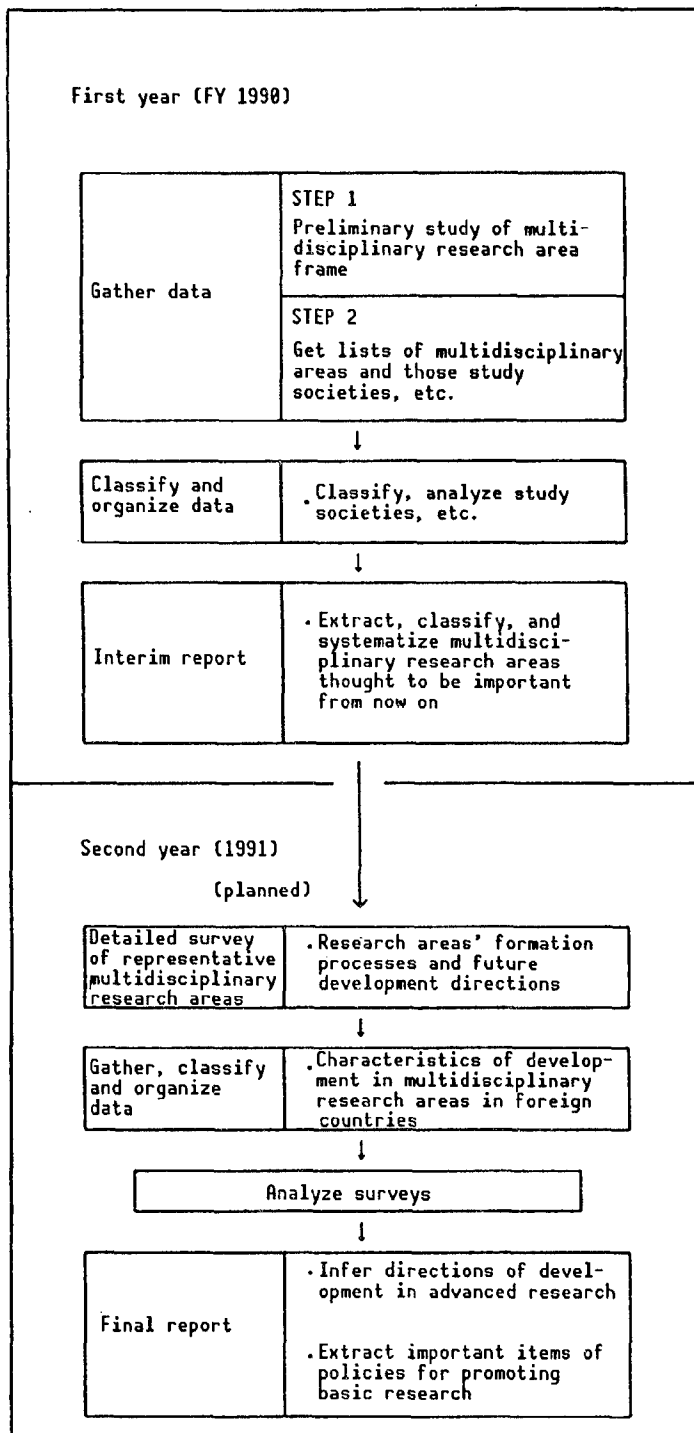 First year (FY 1990)
Gather data
STEP 1
Preliminary study of multi-
disciplinary research area
frame
STEP 2
Get lists of multidisciplinary
areas and those study
societies, etc.
↓
Classify and
organize data
. Classify, analyze study
societies, etc.
↓
Interim report
. Extract, classify, and
systematize multidisci-
plinary research areas
thought to be important
from now on
Second year (1991)
(planned)
Detailed survey
of representative
multidisciplinary
research areas
. Research areas' formation
processes and future
development directions
↓
Gather, classify
and organize
data
. Characteristics of develop-
ment in multidisciplinary
research areas in foreign
countries
↓
Analyze surveys
↓
Final report
. Infer directions of devel-
opment in advanced research
. Extract important items of
policies for promoting
basic research